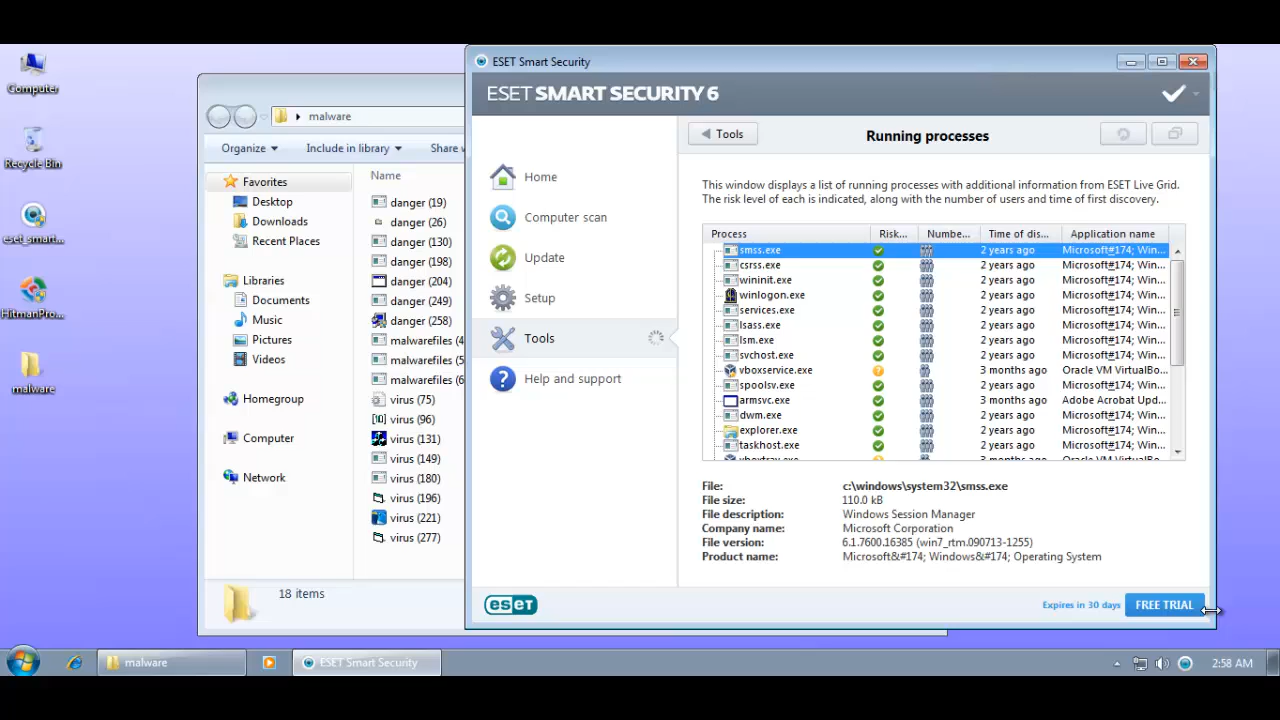 Computer
Recycle Bin
eset_smart...
HitmanPro...
malware
malware
Organize
Include in library
Share w
Favorites
Desktop
Downloads
Recent Places
Libraries
Documents
Music
Pictures
Videos
Homegroup
Computer
Network
Name
danger (19)
danger (26)
danger (130)
danger (198)
danger (204)
danger (249)
danger (258)
malwarefiles (4
malwarefiles (5
malwarefiles (6
virus (75)
virus (96)
virus (131)
virus (149)
virus (180)
virus (196)
virus (221)
virus (277)
18 items
ESET Smart Security
ESET SMART SECURITY 6
Home
Computer scan
Update
Setup
Tools
Help and support
Tools
Running processes
This window displays a list of running processes with additional information from ESET Live Grid.
The risk level of each is indicated, along with the number of users and time of first discovery.
Process Risk... Numbe... Time of dis... Application name
smss.exe 2 years ago Microsoft&#174; Win...
csrss.exe 2 years ago Microsoft&#174; Win...
wininit.exe 2 years ago Microsoft&#174; Win...
winlogon.exe 2 years ago Microsoft&#174; Win...
services.exe 2 years ago Microsoft&#174; Win...
lsass.exe 2 years ago Microsoft&#174; Win...
lsm.exe 2 years ago Microsoft&#174; Win...
svchost.exe 2 years ago Microsoft&#174; Win...
vboxservice.exe 3 months ago Oracle VM VirtualBo...
spoolsv.exe 2 years ago Microsoft&#174; Win...
armsvc.exe 3 months ago Adobe Acrobat Upd...
dwm.exe 2 years ago Microsoft&#174; Win...
explorer.exe 2 years ago Microsoft&#174; Win...
taskhost.exe 2 years ago Microsoft&#174; Win...
vboxtray.exe 3 months ago Oracle VM VirtualBo...
File: c:\windows\system32\smss.exe
File size: 110.0 kB
File description: Windows Session Manager
Company name: Microsoft Corporation
File version: 6.1.7600.16385 (win7_rtm.090713-1255)
Product name: Microsoft&#174; Windows&#174; Operating System
eset
Expires in 30 days
FREE TRIAL
malware
ESET Smart Security
2:58 AM